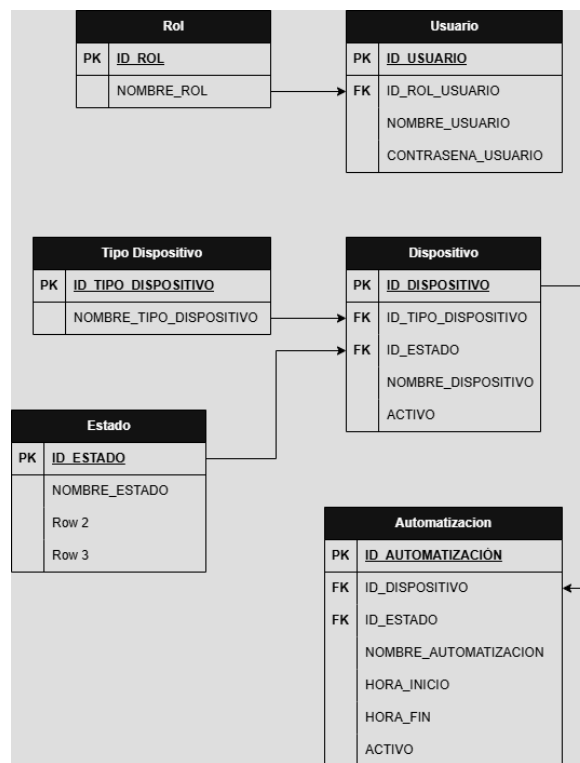 Rol
PK ID_ROL
NOMBRE_ROL
Usuario
PK ID_USUARIO
FK ID_ROL_USUARIO
NOMBRE_USUARIO
CONTRASENA_USUARIO
Tipo Dispositivo
PK ID_TIPO_DISPOSITIVO
NOMBRE_TIPO_DISPOSITIVO
Dispositivo
PK ID_DISPOSITIVO
FK ID_TIPO_DISPOSITIVO
FK ID_ESTADO
NOMBRE_DISPOSITIVO
ACTIVO
Estado
PK ID_ESTADO
NOMBRE_ESTADO
Row 2
Row 3
Automatizacion
PK ID_AUTOMATIZACIÓN
FK ID_DISPOSITIVO
FK ID_ESTADO
NOMBRE_AUTOMATIZACION
HORA_INICIO
HORA_FIN
ACTIVO